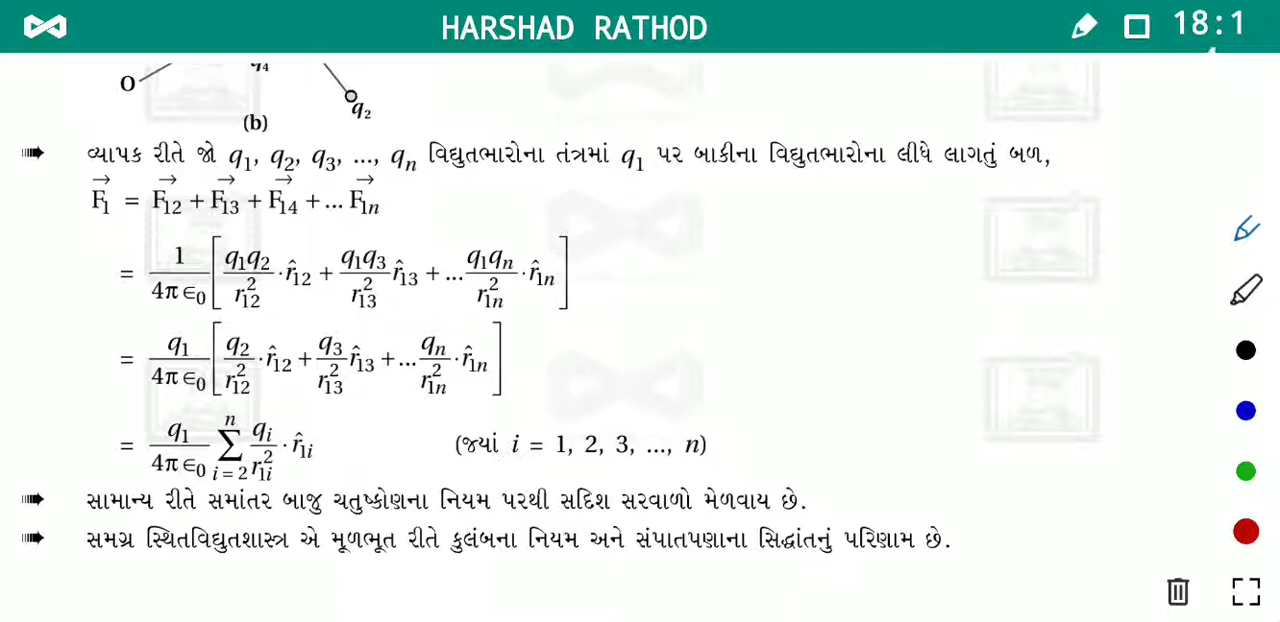 HARSHAD RATHOD 18:1
O q₄
q₂
(b)
વ્યાપક રીતે જો q₁, q₂, q₃, ..., qₙ વિદ્યુતભારોના તંત્રમાં q₁ પર બાકીના વિદ્યુતભારોના લીધે લાગતું બળ,
F⃗₁ = F⃗₁₂ + F⃗₁₃ + F⃗₁₄ + ... F⃗₁ₙ
= 1/4π∈₀ [ q₁q₂/r₁₂² · r̂₁₂ + q₁q₃/r₁₃² r̂₁₃ + ... q₁qₙ/r₁ₙ² · r̂₁ₙ ]
= q₁/4π∈₀ [ q₂/r₁₂² · r̂₁₂ + q₃/r₁₃² r̂₁₃ + ... qₙ/r₁ₙ² · r̂₁ₙ ]
= q₁/4π∈₀ ∑ⁿᵢ₌₂ qᵢ/r₁ᵢ² · r̂₁ᵢ (જ્યાં i = 1, 2, 3, ..., n)
સામાન્ય રીતે સમાંતર બાજુ ચતુષ્કોણના નિયમ પરથી સદિશ સરવાળો મેળવાય છે.
સમગ્ર સ્થિતવિદ્યુતશાસ્ત્ર એ મૂળભૂત રીતે કુલંબના નિયમ અને સંપાતપણાના સિદ્ધાંતનું પરિણામ છે.